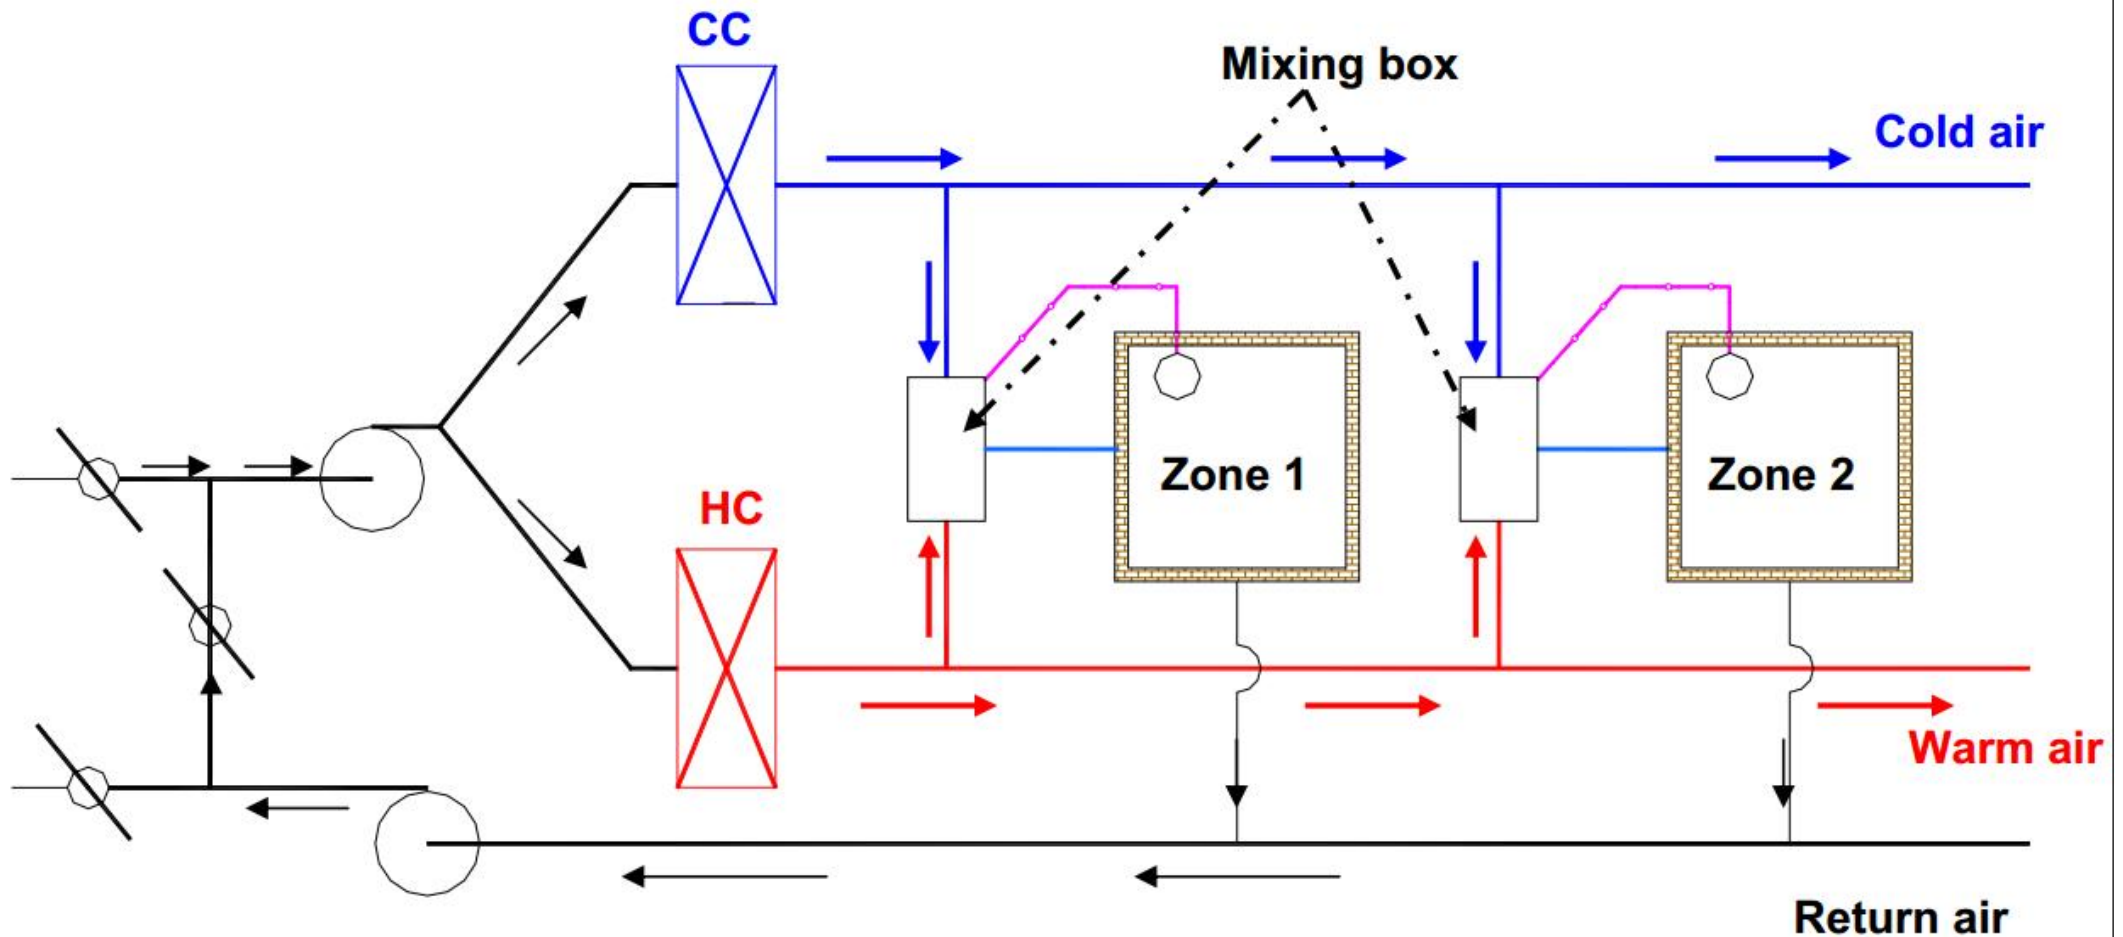 CC
Mixing box
Cold air
Zone 1
Zone 2
HC
Warm air
Return air